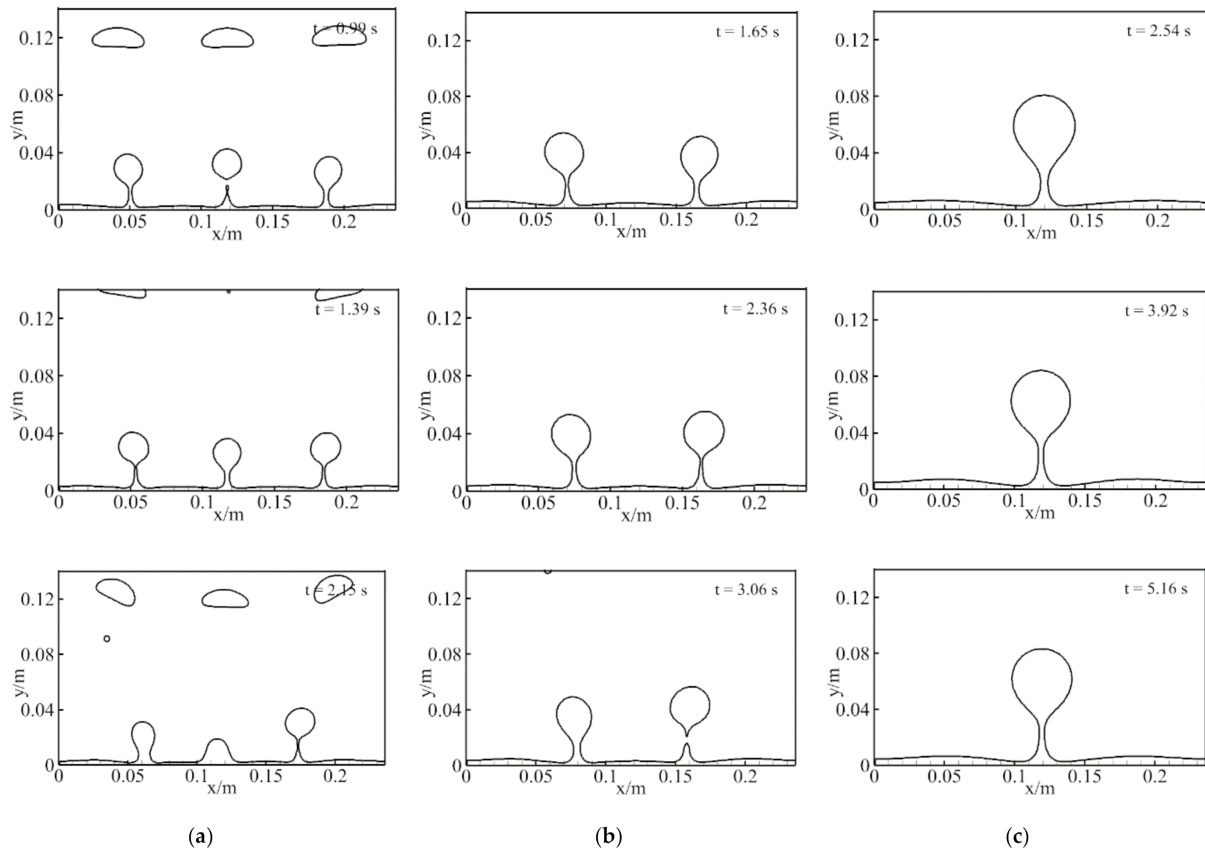 t = 0.99 s
0.12
0.08
0.04
0
y/m
0 0.05 0.1 0.15 0.2
x/m
t = 1.65 s
0.12
0.08
0.04
0
y/m
0 0.05 0.1 0.15 0.2
x/m
t = 2.54 s
0.12
0.08
0.04
0
y/m
0 0.05 0.1 0.15 0.2
x/m
t = 1.39 s
0.12
0.08
0.04
0
y/m
0 0.05 0.1 0.15 0.2
x/m
t = 2.36 s
0.12
0.08
0.04
0
y/m
0 0.05 0.1 0.15 0.2
x/m
t = 3.92 s
0.12
0.08
0.04
0
y/m
0 0.05 0.1 0.15 0.2
x/m
t = 2.15 s
0.12
0.08
0.04
0
y/m
0 0.05 0.1 0.15 0.2
x/m
t = 3.06 s
0.12
0.08
0.04
0
y/m
0 0.05 0.1 0.15 0.2
x/m
t = 5.16 s
0.12
0.08
0.04
0
y/m
0 0.05 0.1 0.15 0.2
x/m
(a) (b) (c)